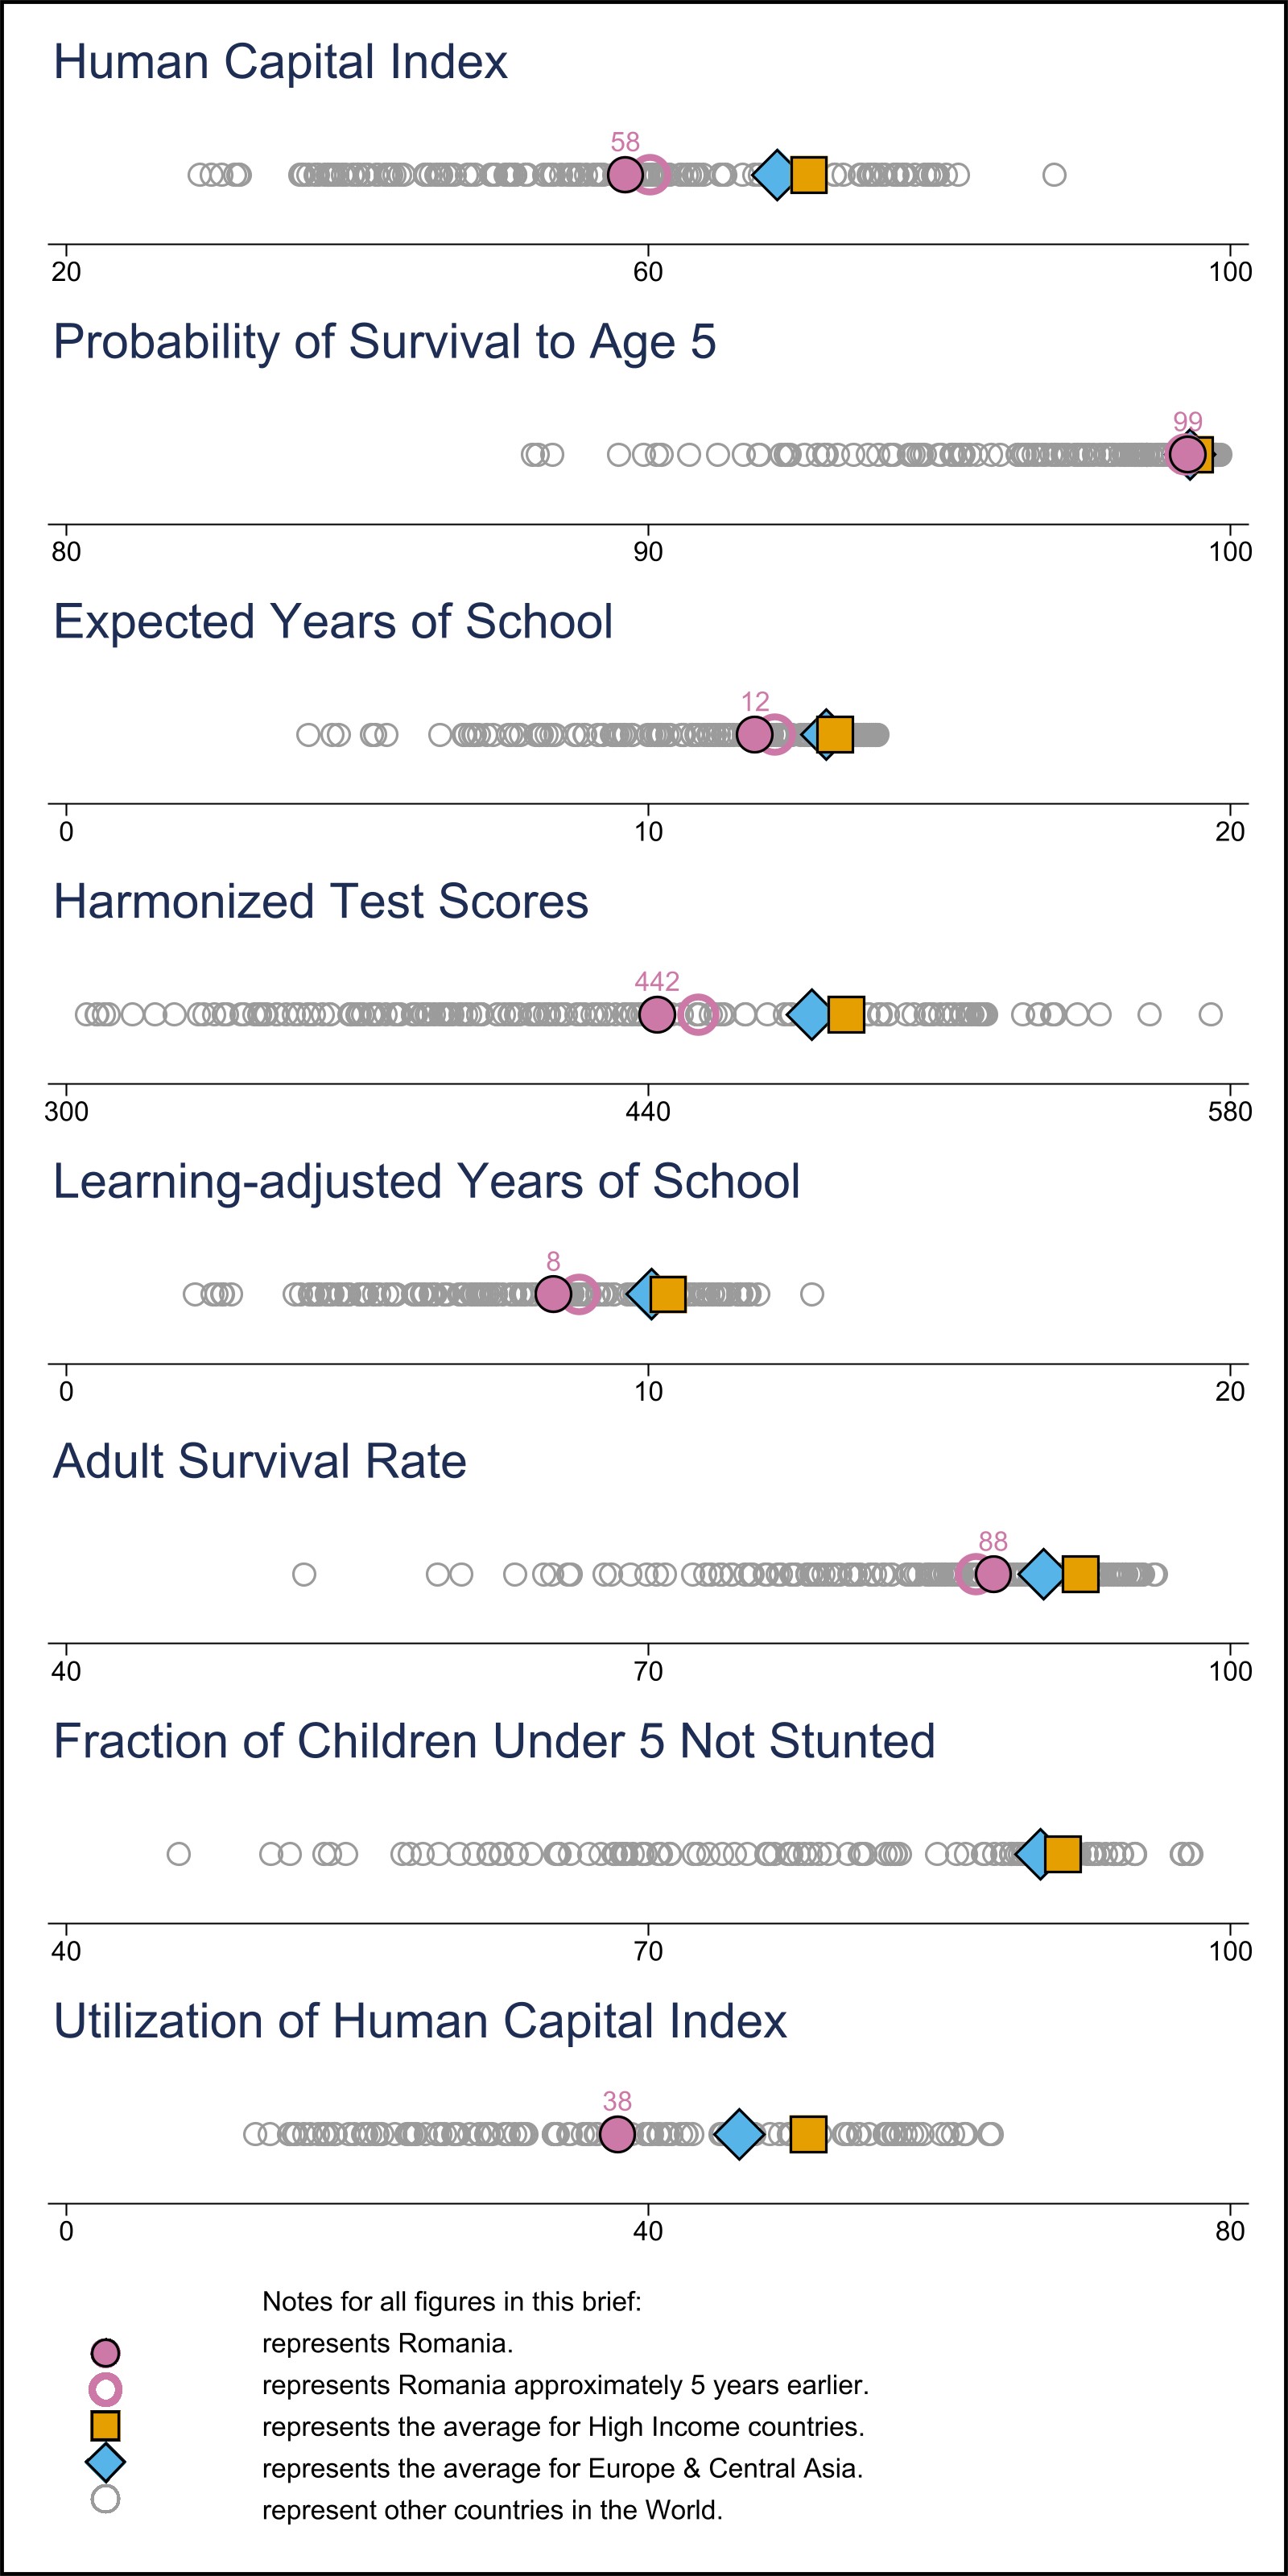 Human Capital Index
58
20 60 100
Probability of Survival to Age 5
99
80 90 100
Expected Years of School
12
0 10 20
Harmonized Test Scores
442
300 440 580
Learning-adjusted Years of School
8
0 10 20
Adult Survival Rate
88
40 70 100
Fraction of Children Under 5 Not Stunted
40 70 100
Utilization of Human Capital Index
38
0 40 80
Notes for all figures in this brief:
represents Romania.
represents Romania approximately 5 years earlier.
represents the average for High Income countries.
represents the average for Europe & Central Asia.
represent other countries in the World.